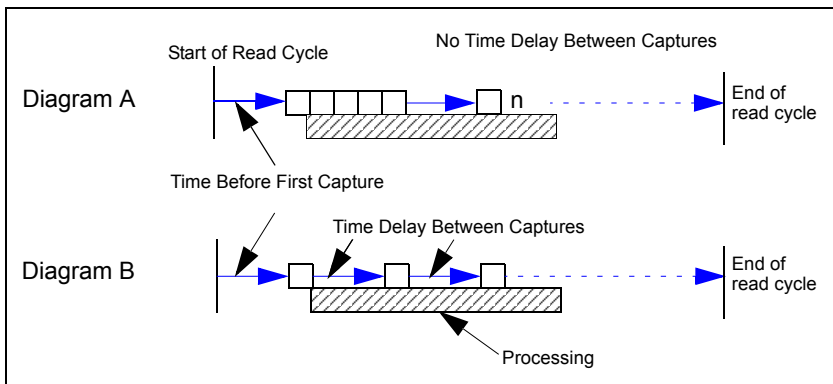 No Time Delay Between Captures
Start of Read Cycle
Diagram A
n
End of
read cycle
Time Before First Capture
Time Delay Between Captures
Diagram B
End of
read cycle
Processing